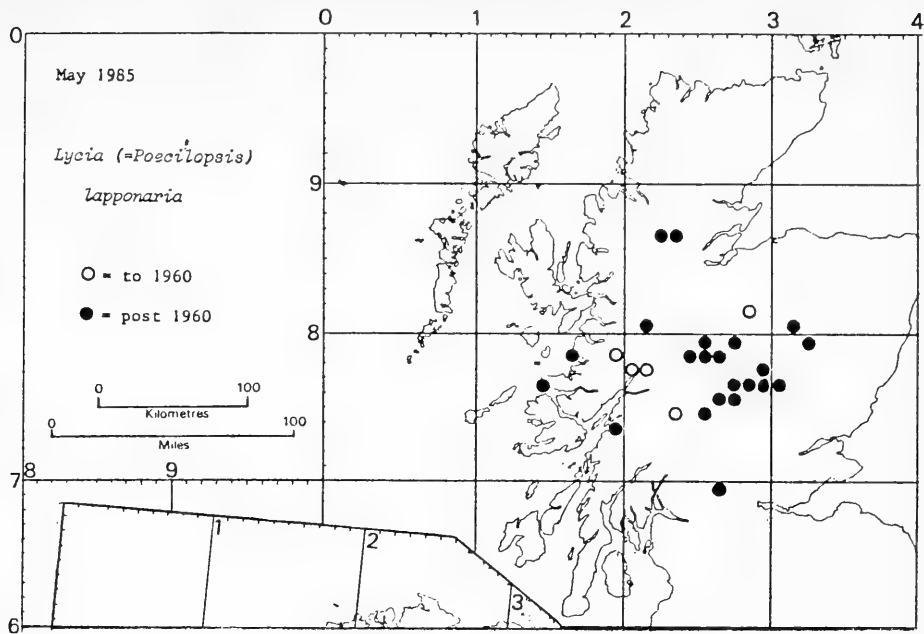 0 1 2 3 4
0
May 1985
Lycia (=Poecilopsis)
lapponaria
9
○ = to 1960
● = post 1960
8
0 100
Kilometres
0 100
Miles
8 9
7
1 2
3
6